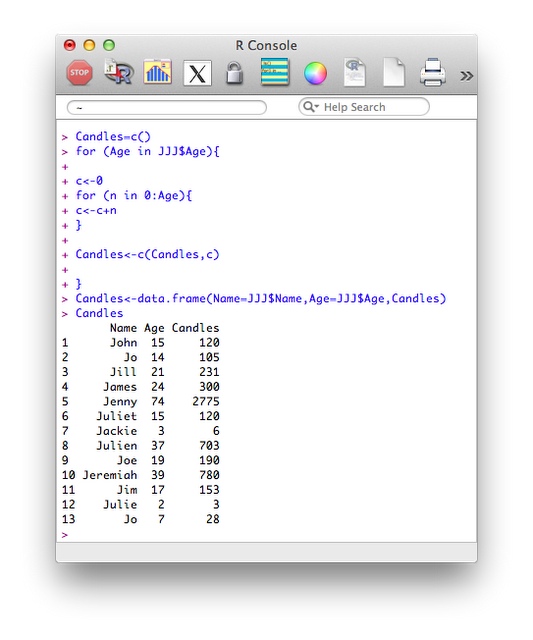 R Console
STOP
R
X
R
»
~
Help Search
> Candles=c()
> for (Age in JJJ$Age){
+
+ c<-0
+ for (n in 0:Age){
+ c<-c+n
+ }
+
+ Candles<-c(Candles,c)
+
+ }
> Candles<-data.frame(Name=JJJ$Name,Age=JJJ$Age,Candles)
> Candles
Name Age Candles
1 John 15 120
2 Jo 14 105
3 Jill 21 231
4 James 24 300
5 Jenny 74 2775
6 Juliet 15 120
7 Jackie 3 6
8 Julien 37 703
9 Joe 19 190
10 Jeremiah 39 780
11 Jim 17 153
12 Julie 2 3
13 Jo 7 28
>